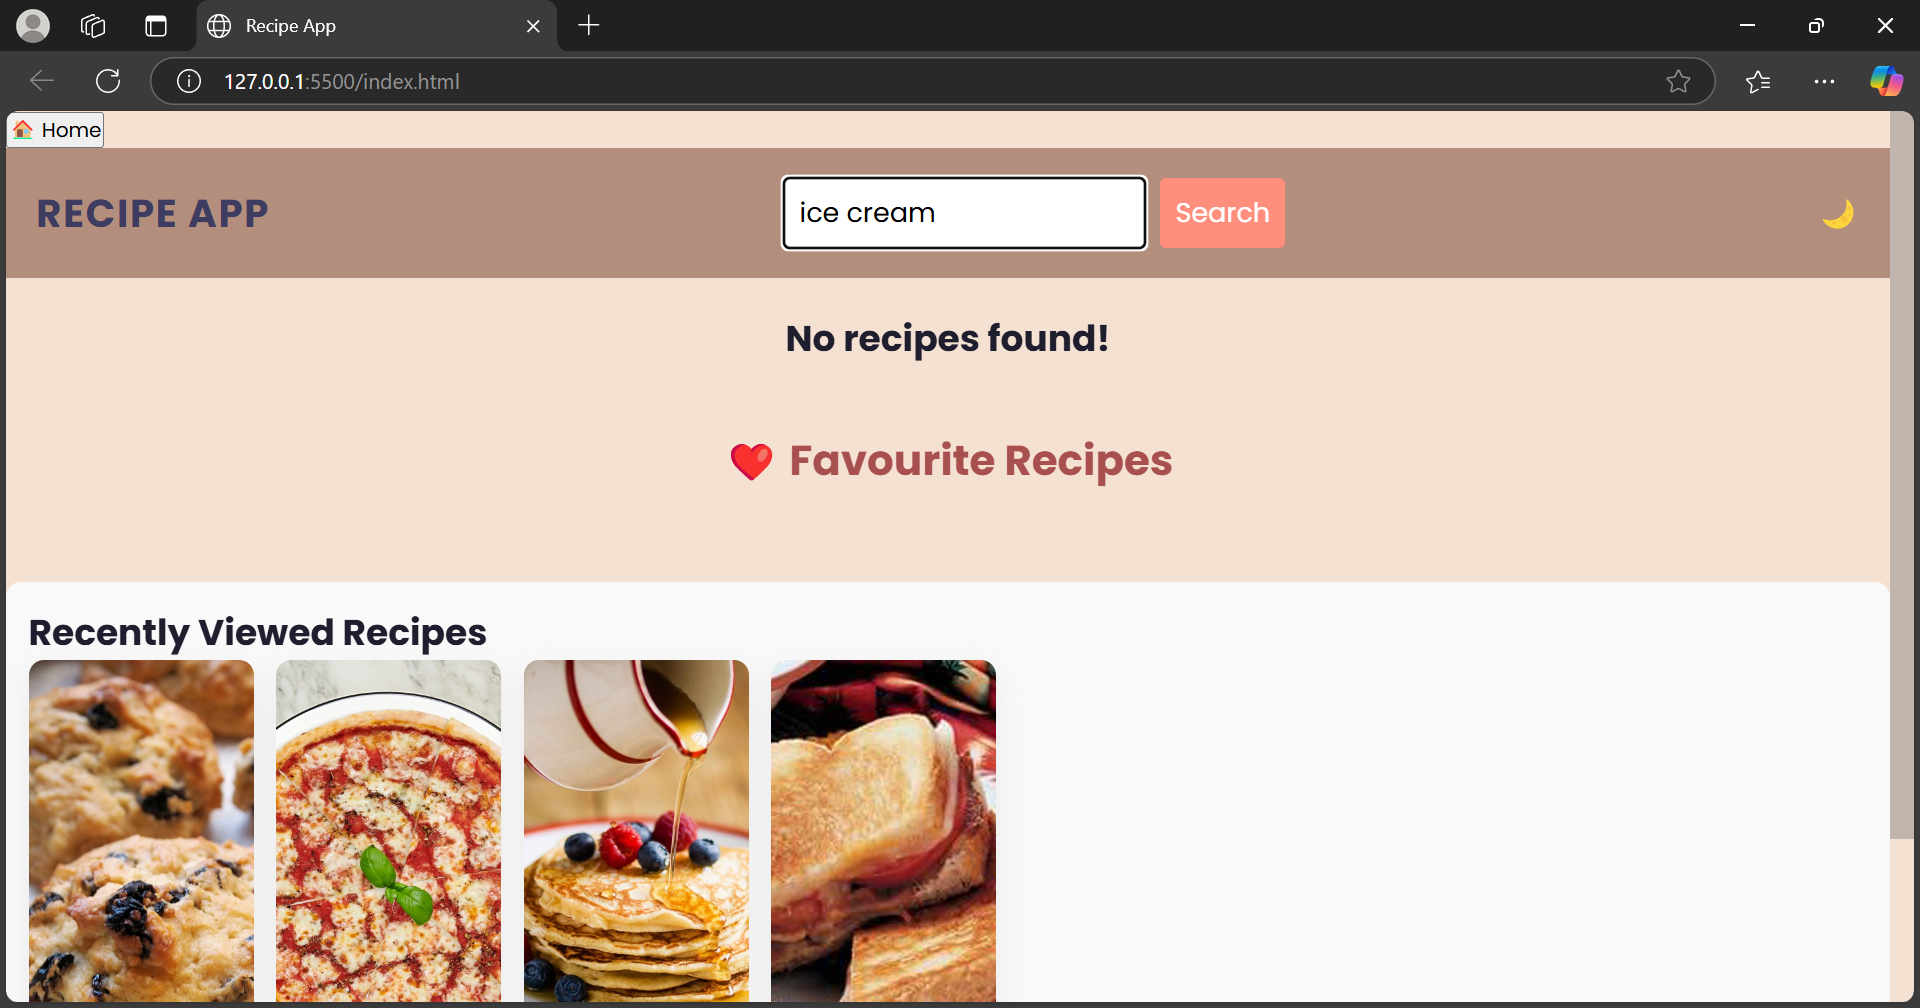 Recipe App
127.0.0.1:5500/index.html
Home
RECIPE APP
ice cream
Search
No recipes found!
Favourite Recipes
Recently Viewed Recipes